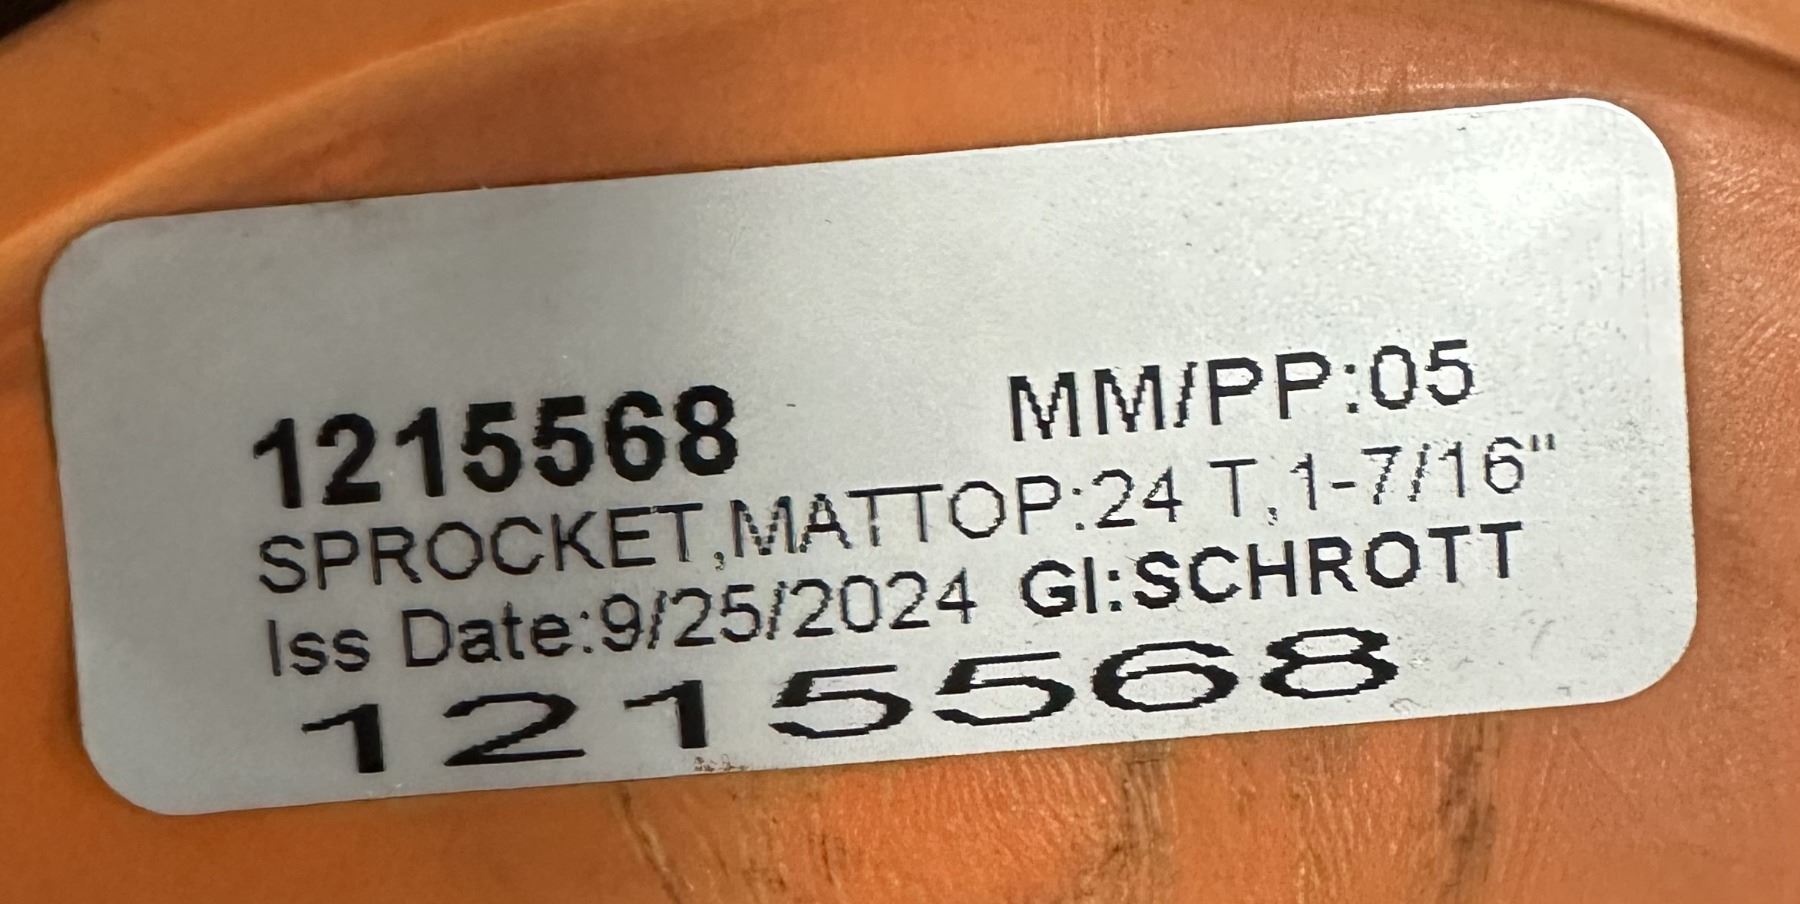 1215568 MM/PP:05
SPROCKET,MATTOP:24 T,1-7/16"
Iss Date:9/25/2024 GI:SCHROTT
1215568